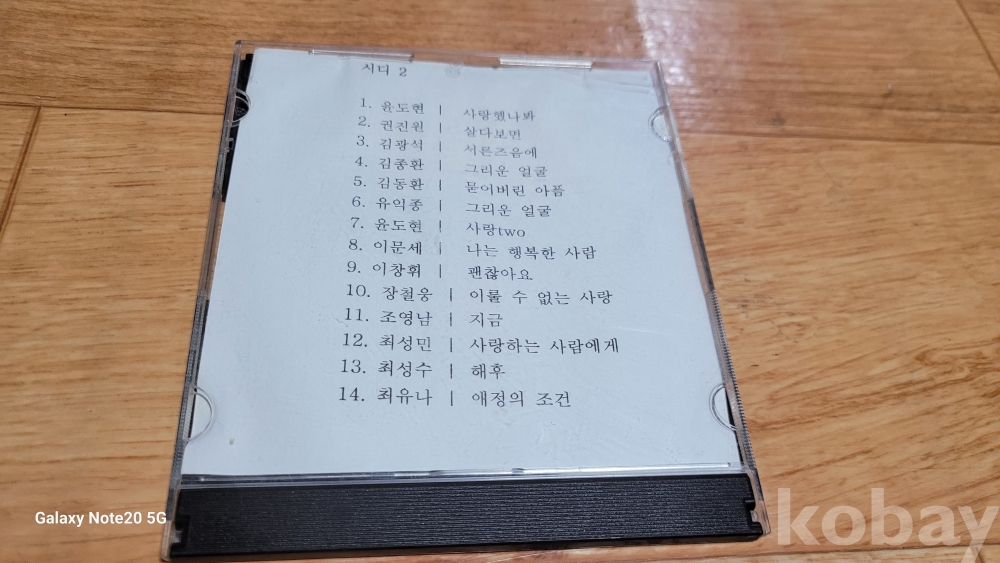 시디 2
1. 윤도현 | 사랑했나봐
2. 권진원 | 살다보면
3. 김광석 | 서른즈음에
4. 김종환 | 그리운 얼굴
5. 김동환 | 묻어버린 아픔
6. 유익종 | 그리운 얼굴
7. 윤도현 | 사랑two
8. 이문세 | 나는 행복한 사람
9. 이창휘 | 괜찮아요
10. 장철웅 | 이룰 수 없는 사랑
11. 조영남 | 지금
12. 최성민 | 사랑하는 사람에게
13. 최성수 | 해후
14. 최유나 | 애정의 조건
Galaxy Note20 5G
kobay